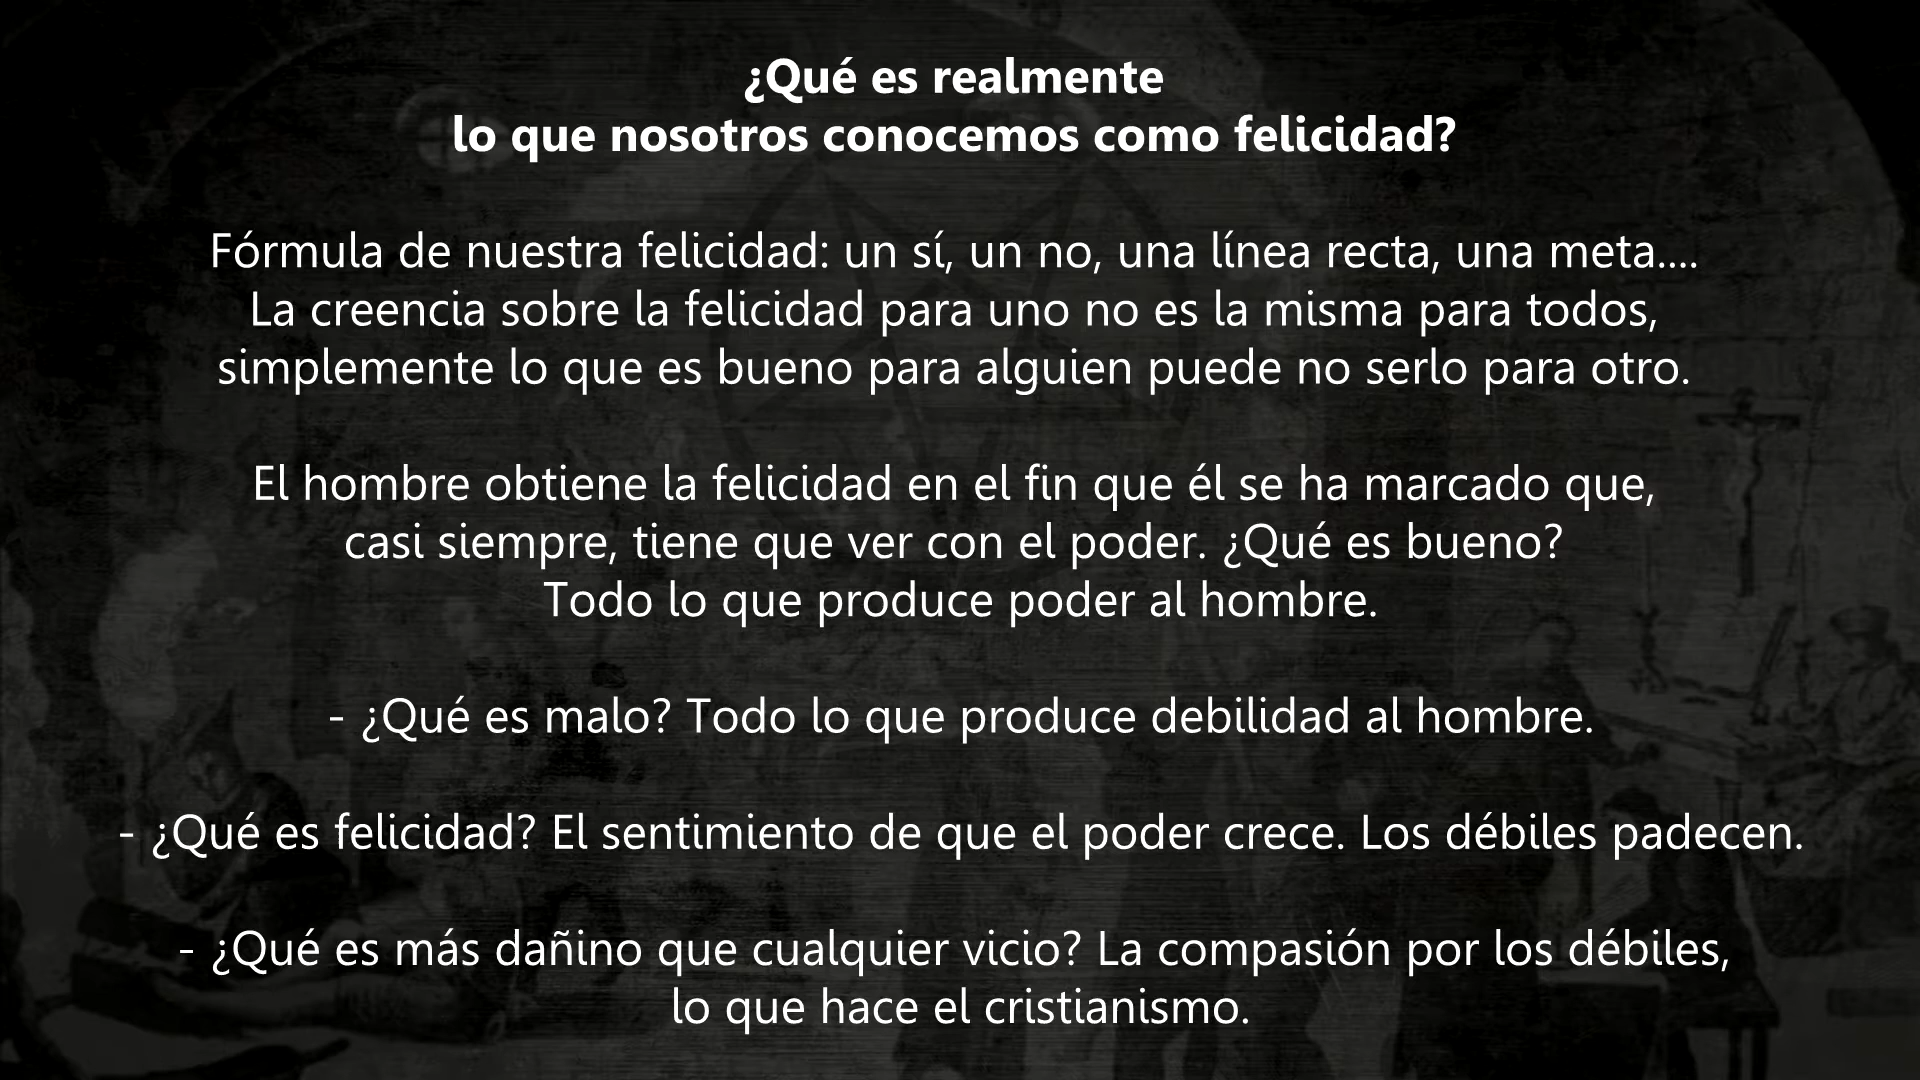 ¿Qué es realmente
lo que nosotros conocemos como felicidad?
Fórmula de nuestra felicidad: un sí, un no, una línea recta, una meta....
La creencia sobre la felicidad para uno no es la misma para todos,
simplemente lo que es bueno para alguien puede no serlo para otro.
El hombre obtiene la felicidad en el fin que él se ha marcado que,
casi siempre, tiene que ver con el poder. ¿Qué es bueno?
Todo lo que produce poder al hombre.
- ¿Qué es malo? Todo lo que produce debilidad al hombre.
- ¿Qué es felicidad? El sentimiento de que el poder crece. Los débiles padecen.
- ¿Qué es más dañino que cualquier vicio? La compasión por los débiles,
lo que hace el cristianismo.